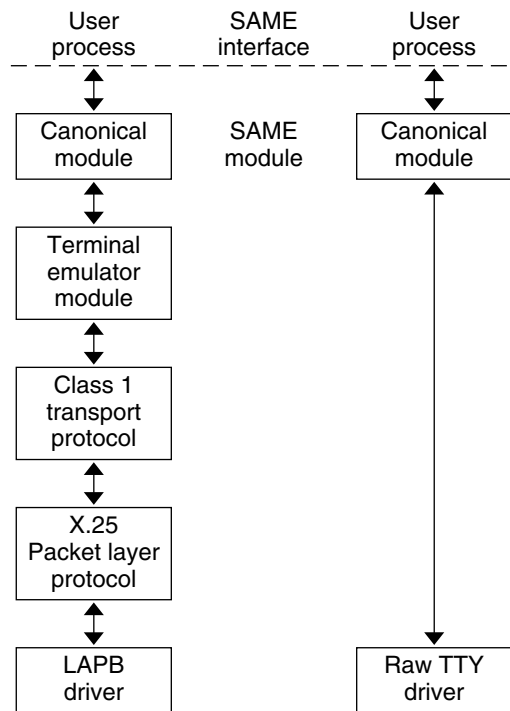 User process
SAME interface
User process
Canonical module
SAME module
Canonical module
Terminal emulator module
Class 1 transport protocol
X.25 Packet layer protocol
LAPB driver
Raw TTY driver